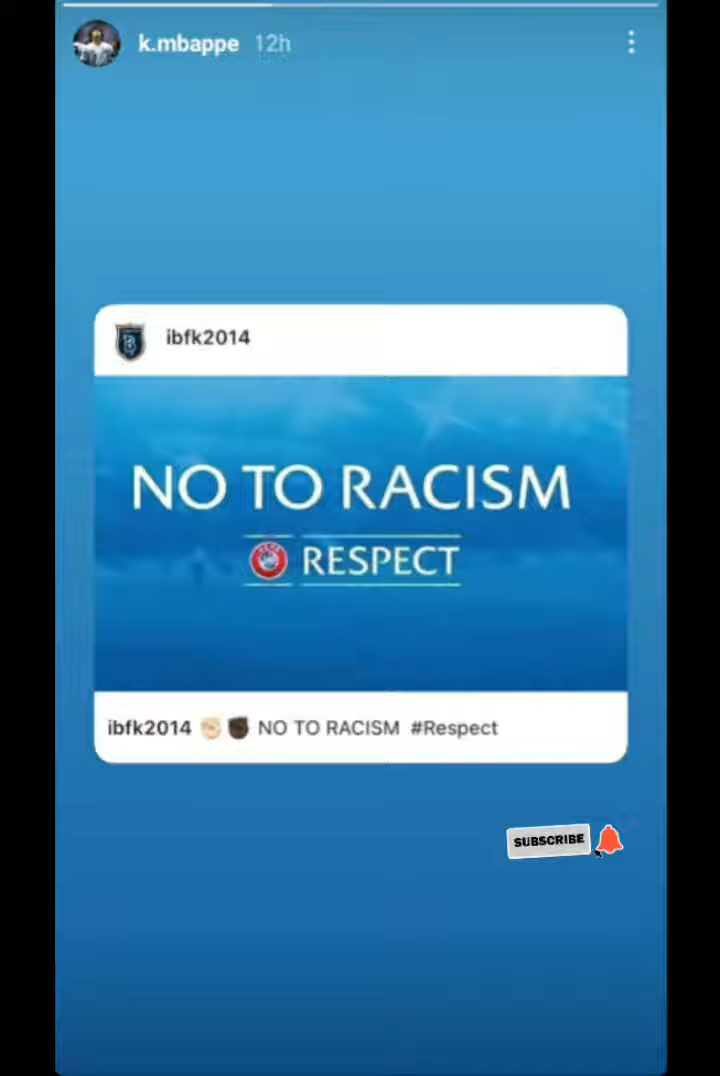 k.mbappe 12h
ibfk2014
NO TO RACISM
RESPECT
ibfk2014 ✊🏻 ✊🏿 NO TO RACISM #Respect
SUBSCRIBE